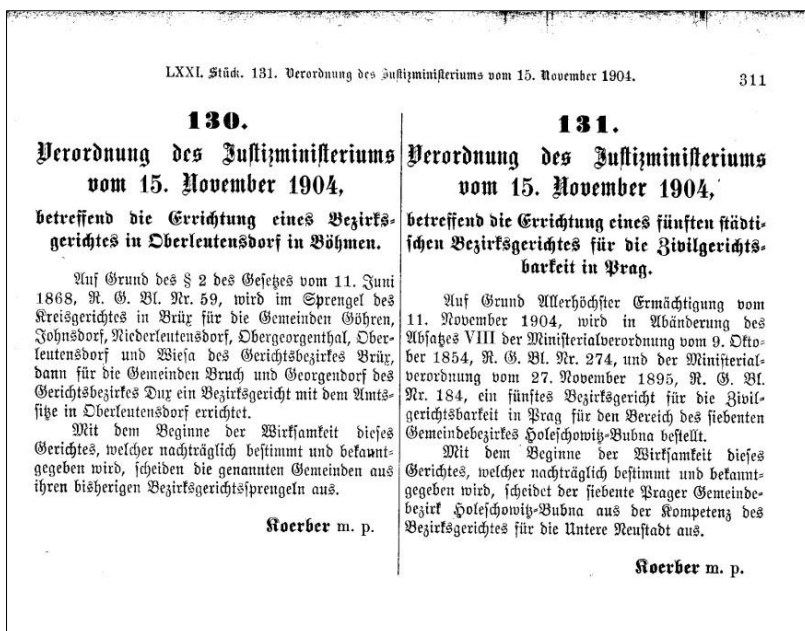 LXXI. Stück. 131. Verordnung des Justizministeriums vom 15. November 1904.
311
130.
Verordnung des Justizministeriums
vom 15. November 1904,
betreffend die Errichtung eines Bezirks-
gerichtes in Oberleutensdorf in Böhmen.
Auf Grund des § 2 des Gesetzes vom 11. Juni
1868, R. G. Bl. Nr. 59, wird im Sprengel des
Kreisgerichtes in Brüx für die Gemeinden Göhren,
Johnsdorf, Niederleutensdorf, Obergeorgenthal, Ober-
leutensdorf und Wiesa des Gerichtsbezirkes Brüx,
dann für die Gemeinden Bruch und Georgendorf des
Gerichtsbezirkes Dux ein Bezirksgericht mit dem Amts-
sitze in Oberleutensdorf errichtet.
Mit dem Beginne der Wirksamkeit dieses
Gerichtes, welcher nachträglich bestimmt und bekannt-
gegeben wird, scheiden die genannten Gemeinden aus
ihren bisherigen Bezirksgerichtssprengeln aus.
Koerber m. p.
131.
Verordnung des Justizministeriums
vom 15. November 1904,
betreffend die Errichtung eines fünften städti-
schen Bezirksgerichtes für die Zivilgerichts-
barkeit in Prag.
Auf Grund Allerhöchster Ermächtigung vom
11. November 1904, wird in Abänderung des
Absatzes VIII der Ministerialverordnung vom 9. Okto-
ber 1854, R. G. Bl. Nr. 274, und der Ministerial-
verordnung vom 27. November 1895, R. G. Bl.
Nr. 184, ein fünftes Bezirksgericht für die Zivil-
gerichtsbarkeit in Prag für den Bereich des siebenten
Gemeindebezirkes Holeschowitz-Bubna bestellt.
Mit dem Beginne der Wirksamkeit dieses
Gerichtes, welcher nachträglich bestimmt und bekannt-
gegeben wird, scheidet der siebente Prager Gemeinde-
bezirk Holeschowitz-Bubna aus der Kompetenz des
Bezirksgerichtes für die Untere Neustadt aus.
Koerber m. p.